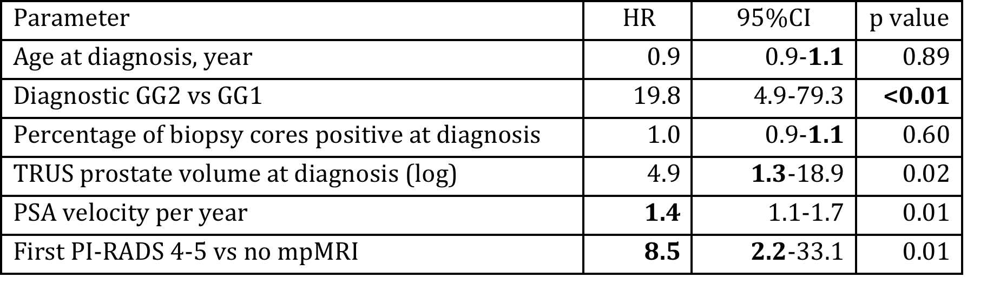 Parameter HR 95%CI p value
Age at diagnosis, year 0.9 0.9-1.1 0.89
Diagnostic GG2 vs GG1 19.8 4.9-79.3 <0.01
Percentage of biopsy cores positive at diagnosis 1.0 0.9-1.1 0.60
TRUS prostate volume at diagnosis (log) 4.9 1.3-18.9 0.02
PSA velocity per year 1.4 1.1-1.7 0.01
First PI-RADS 4-5 vs no mpMRI 8.5 2.2-33.1 0.01